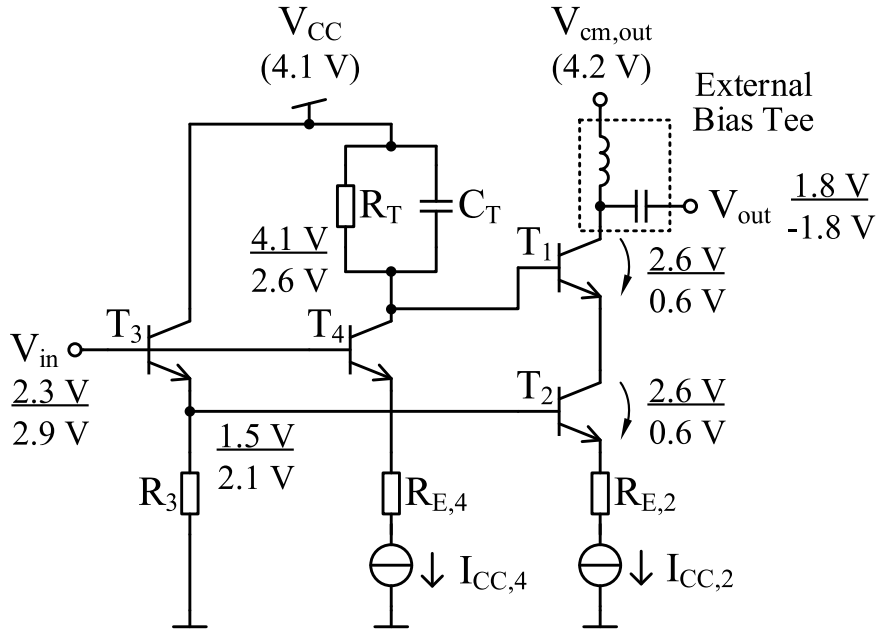 V_CC
(4.1 V)
V_cm,out
(4.2 V)
External
Bias Tee
R_T
C_T
V_out
1.8 V
-1.8 V
4.1 V
2.6 V
T_1
2.6 V
0.6 V
T_3
T_4
V_in
2.3 V
2.9 V
T_2
2.6 V
0.6 V
1.5 V
2.1 V
R_3
R_E,4
R_E,2
I_CC,4
I_CC,2